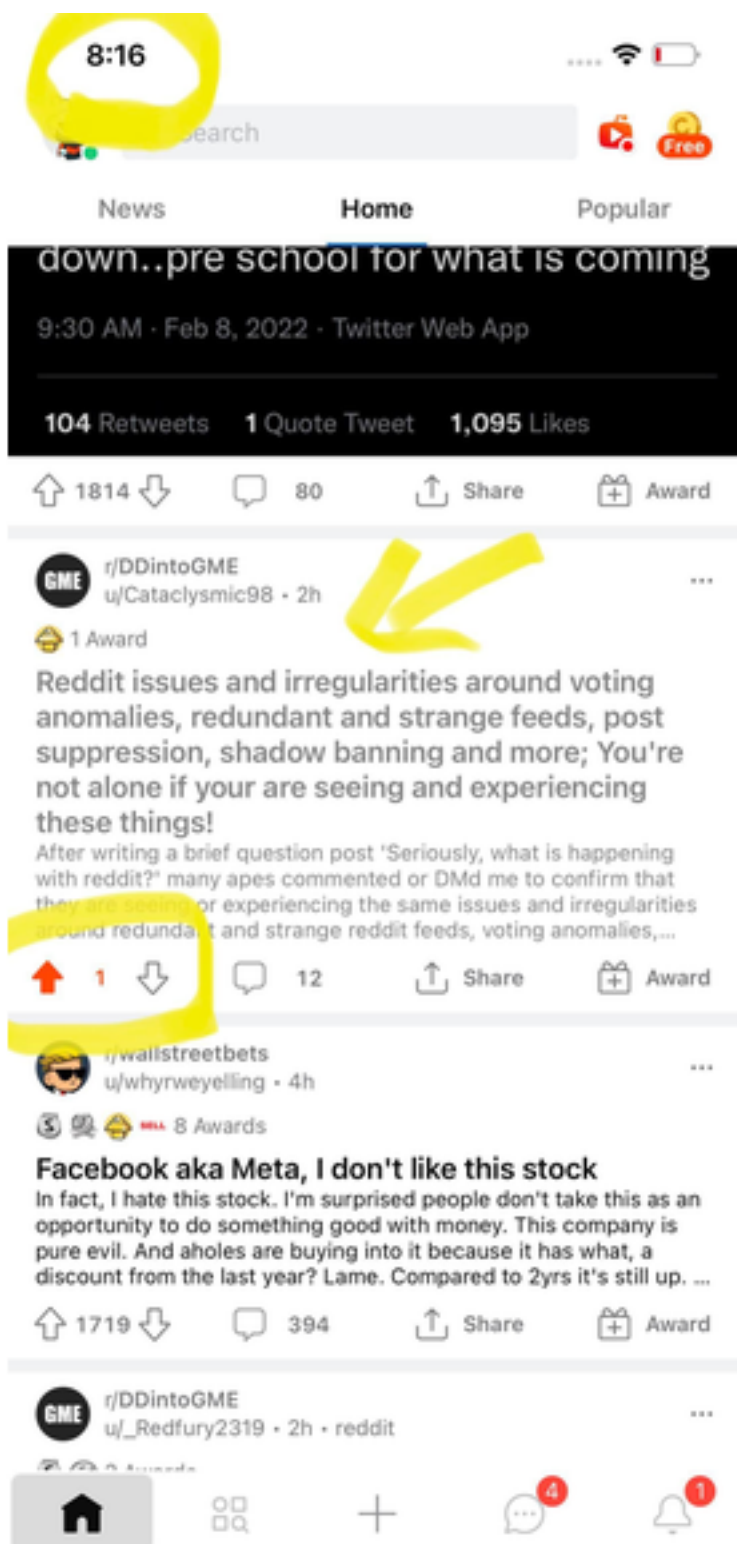 8:16
Search
Free
News Home Popular
down..pre school for what is coming
9:30 AM · Feb 8, 2022 · Twitter Web App
104 Retweets 1 Quote Tweet 1,095 Likes
1814 80 Share Award
GME r/DDintoGME
u/Cataclysmic98 • 2h
1 Award
Reddit issues and irregularities around voting
anomalies, redundant and strange feeds, post
suppression, shadow banning and more; You're
not alone if your are seeing and experiencing
these things!
After writing a brief question post 'Seriously, what is happening
with reddit?' many apes commented or DMd me to confirm that
they are seeing or experiencing the same issues and irregularities
around redundant and strange reddit feeds, voting anomalies,...
1 12 Share Award
r/wallstreetbets
u/whyrweyelling • 4h
SELL 8 Awards
Facebook aka Meta, I don't like this stock
In fact, I hate this stock. I'm surprised people don't take this as an
opportunity to do something good with money. This company is
pure evil. And aholes are buying into it because it has what, a
discount from the last year? Lame. Compared to 2yrs it's still up. ...
1719 394 Share Award
GME r/DDintoGME
u/_Redfury2319 • 2h • reddit
4 1